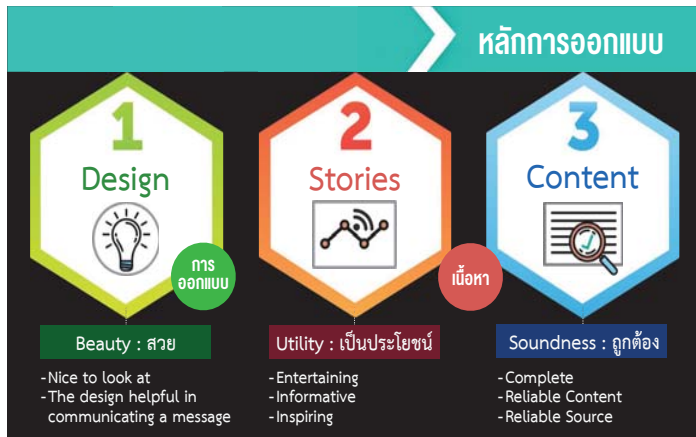 หลักการออกแบบ
1
Design
การ
ออกแบบ
Beauty : สวย
-Nice to look at
-The design helpful in
communicating a message
2
Stories
เนื้อหา
Utility : เป็นประโยชน์
-Entertaining
-Informative
-Inspiring
3
Content
Soundness : ถูกต้อง
-Complete
-Reliable Content
-Reliable Source